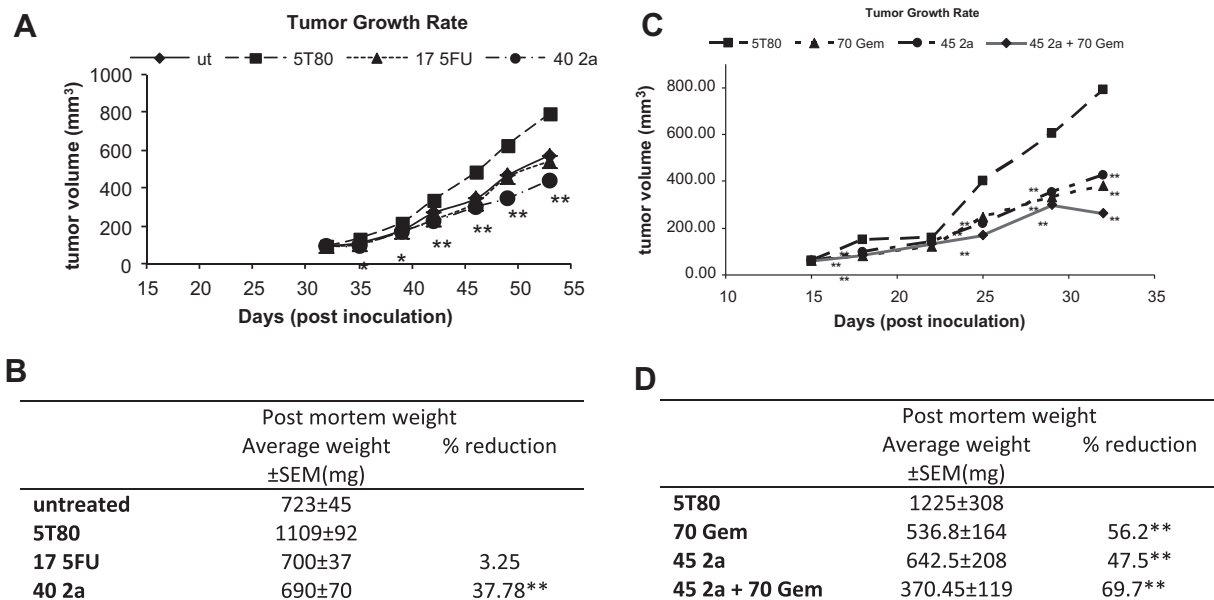 A
Tumor Growth Rate
ut 5T80 17 5FU 40 2a
tumor volume (mm³)
1000
800
600
400
200
0
* * ** ** ** **
15 20 25 30 35 40 45 50 55
Days (post inoculation)
B
Post mortem weight
Average weight % reduction
±SEM(mg)
untreated 723±45
5T80 1109±92
17 5FU 700±37 3.25
40 2a 690±70 37.78**
C
Tumor Growth Rate
5T80 70 Gem 45 2a 45 2a + 70 Gem
tumor volume (mm³)
800.00
600.00
400.00
200.00
0.00
** ** ** ** * ** ** ** ** ** ** **
10 15 20 25 30 35
Days (post inoculation)
D
Post mortem weight
Average weight % reduction
±SEM(mg)
5T80 1225±308
70 Gem 536.8±164 56.2**
45 2a 642.5±208 47.5**
45 2a + 70 Gem 370.45±119 69.7**